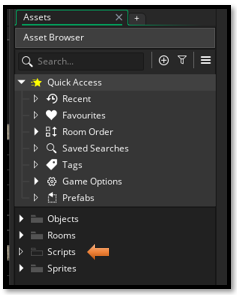 Assets
Asset Browser
Search...
Quick Access
Recent
Favourites
Room Order
Saved Searches
Tags
Game Options
Prefabs
Objects
Rooms
Scripts
Sprites